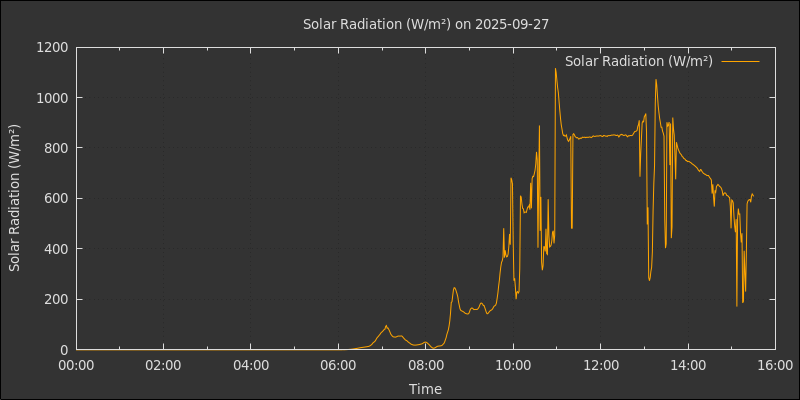 Solar Radiation (W/m²) on 2025-09-27
Solar Radiation (W/m²)
Solar Radiation (W/m²)
1200
1000
800
600
400
200
0
00:00 02:00 04:00 06:00 08:00 10:00 12:00 14:00 16:00
Time